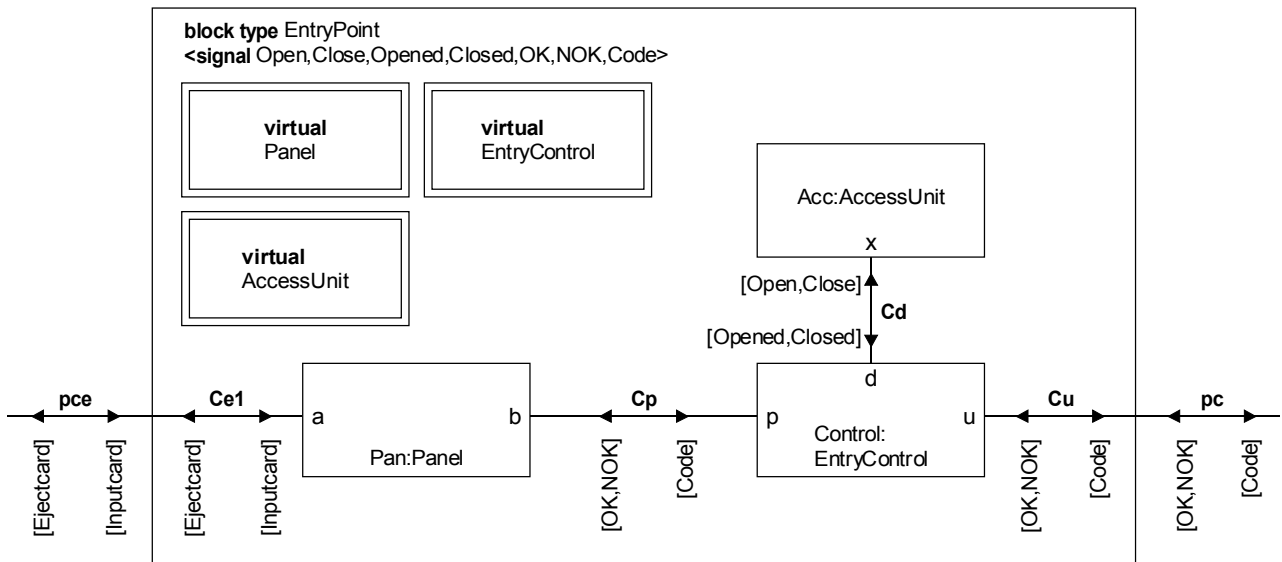 block type EntryPoint
<signal Open,Close,Opened,Closed,OK,NOK,Code>
virtual
Panel
virtual
EntryControl
virtual
AccessUnit
Acc:AccessUnit
x
[Open,Close]
Cd
[Opened,Closed]
pce
Ce1
a
b
Pan:Panel
Cp
p
d
u
Control:
EntryControl
Cu
pc
[Ejectcard]
[Inputcard]
[Ejectcard]
[Inputcard]
[OK,NOK]
[Code]
[OK,NOK]
[Code]
[OK,NOK]
[Code]